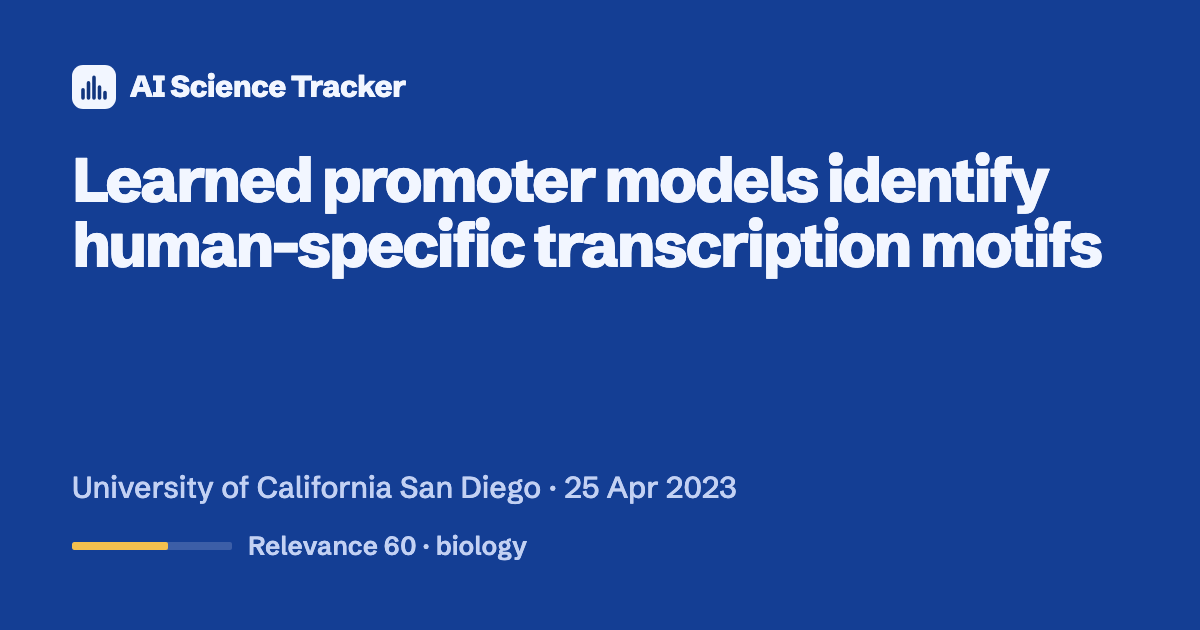 AI Science Tracker
Learned promoter models identify
human-specific transcription motifs
University of California San Diego · 25 Apr 2023
Relevance 60 · biology